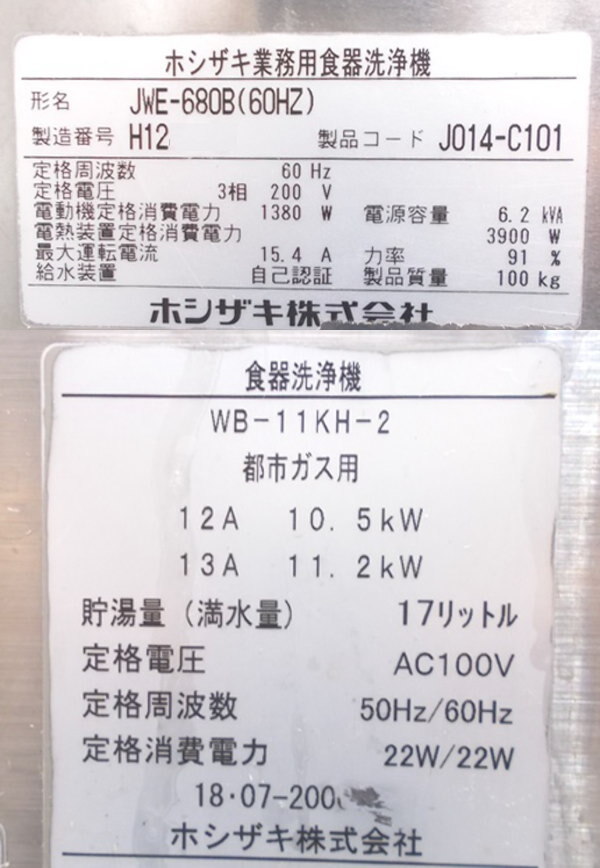 ホシザキ業務用食器洗浄機
形名 JWE-680B(60HZ)
製造番号 H12 製品コード J014-C101
定格周波数 60 Hz
定格電圧 3相 200 V
電動機定格消費電力 1380 W 電源容量 6.2 kVA
電熱装置定格消費電力 3900 W
最大運転電流 15.4 A 力率 91 %
給水装置 自己認証 製品質量 100 kg
ホシザキ株式会社
食器洗浄機
WB-11KH-2
都市ガス用
12A 10.5kW
13A 11.2kW
貯湯量(満水量) 17リットル
定格電圧 AC100V
定格周波数 50Hz/60Hz
定格消費電力 22W/22W
18·07-200
ホシザキ株式会社